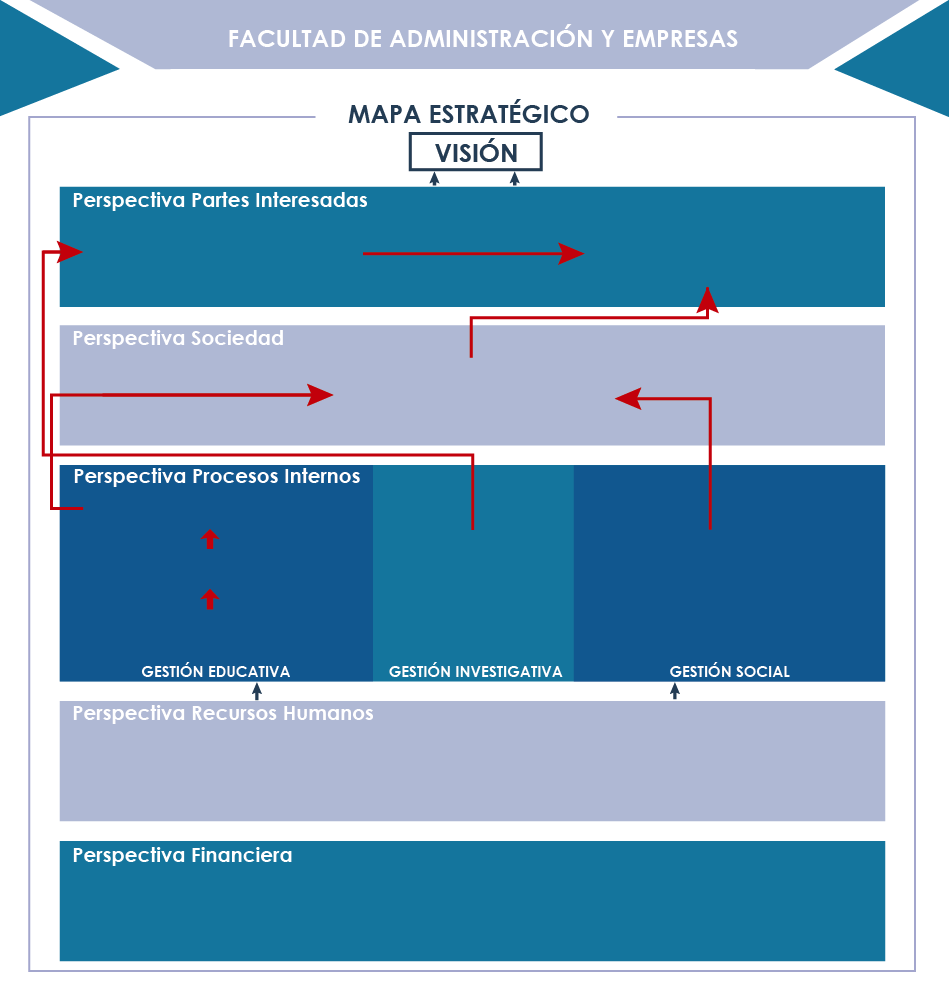 FACULTAD DE ADMINISTRACIÓN Y EMPRESAS
MAPA ESTRATÉGICO
VISIÓN
Perspectiva Partes Interesadas
Perspectiva Sociedad
Perspectiva Procesos Internos
GESTIÓN EDUCATIVA
GESTIÓN INVESTIGATIVA
GESTIÓN SOCIAL
Perspectiva Recursos Humanos
Perspectiva Financiera